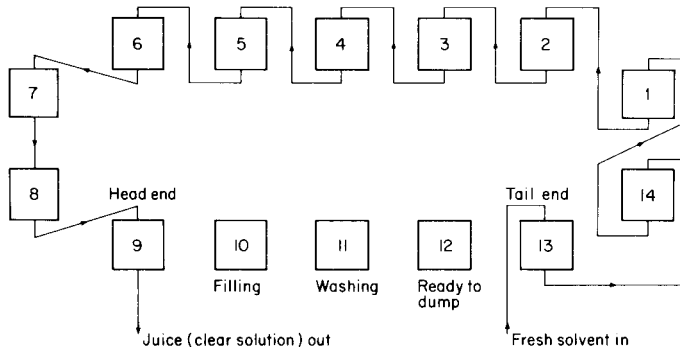 6
5
4
3
2
7
1
8
14
Head end
Tail end
9
10
11
12
13
Filling
Washing
Ready to
dump
Juice (clear solution) out
Fresh solvent in